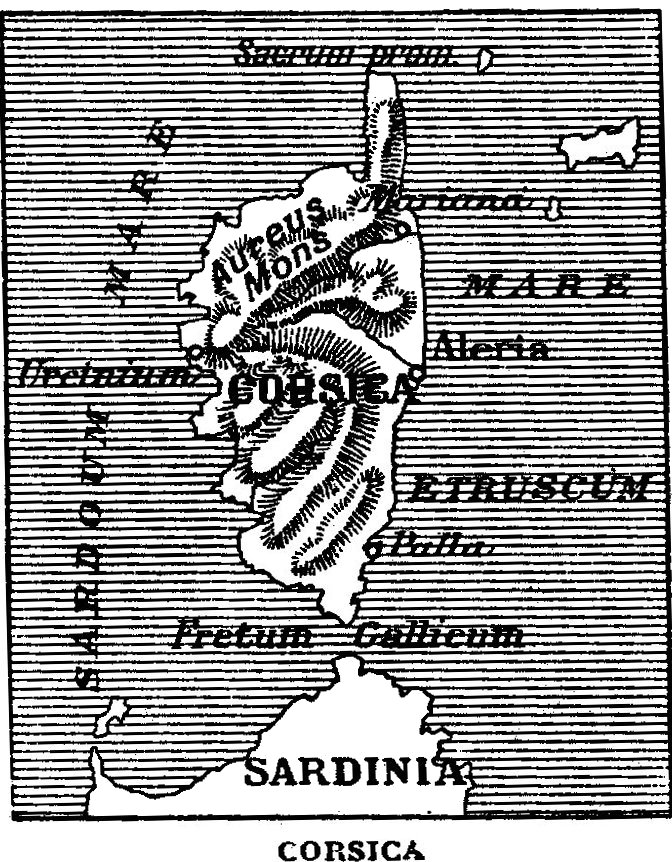 Sacrum prom.
MARE
Mariana
Aureus
Mons
MARE
Aleria
Urcinium
CORSICA
SARDOUM
ETRUSCUM
Palla
Fretum Gallicum
SARDINIA
CORSICA